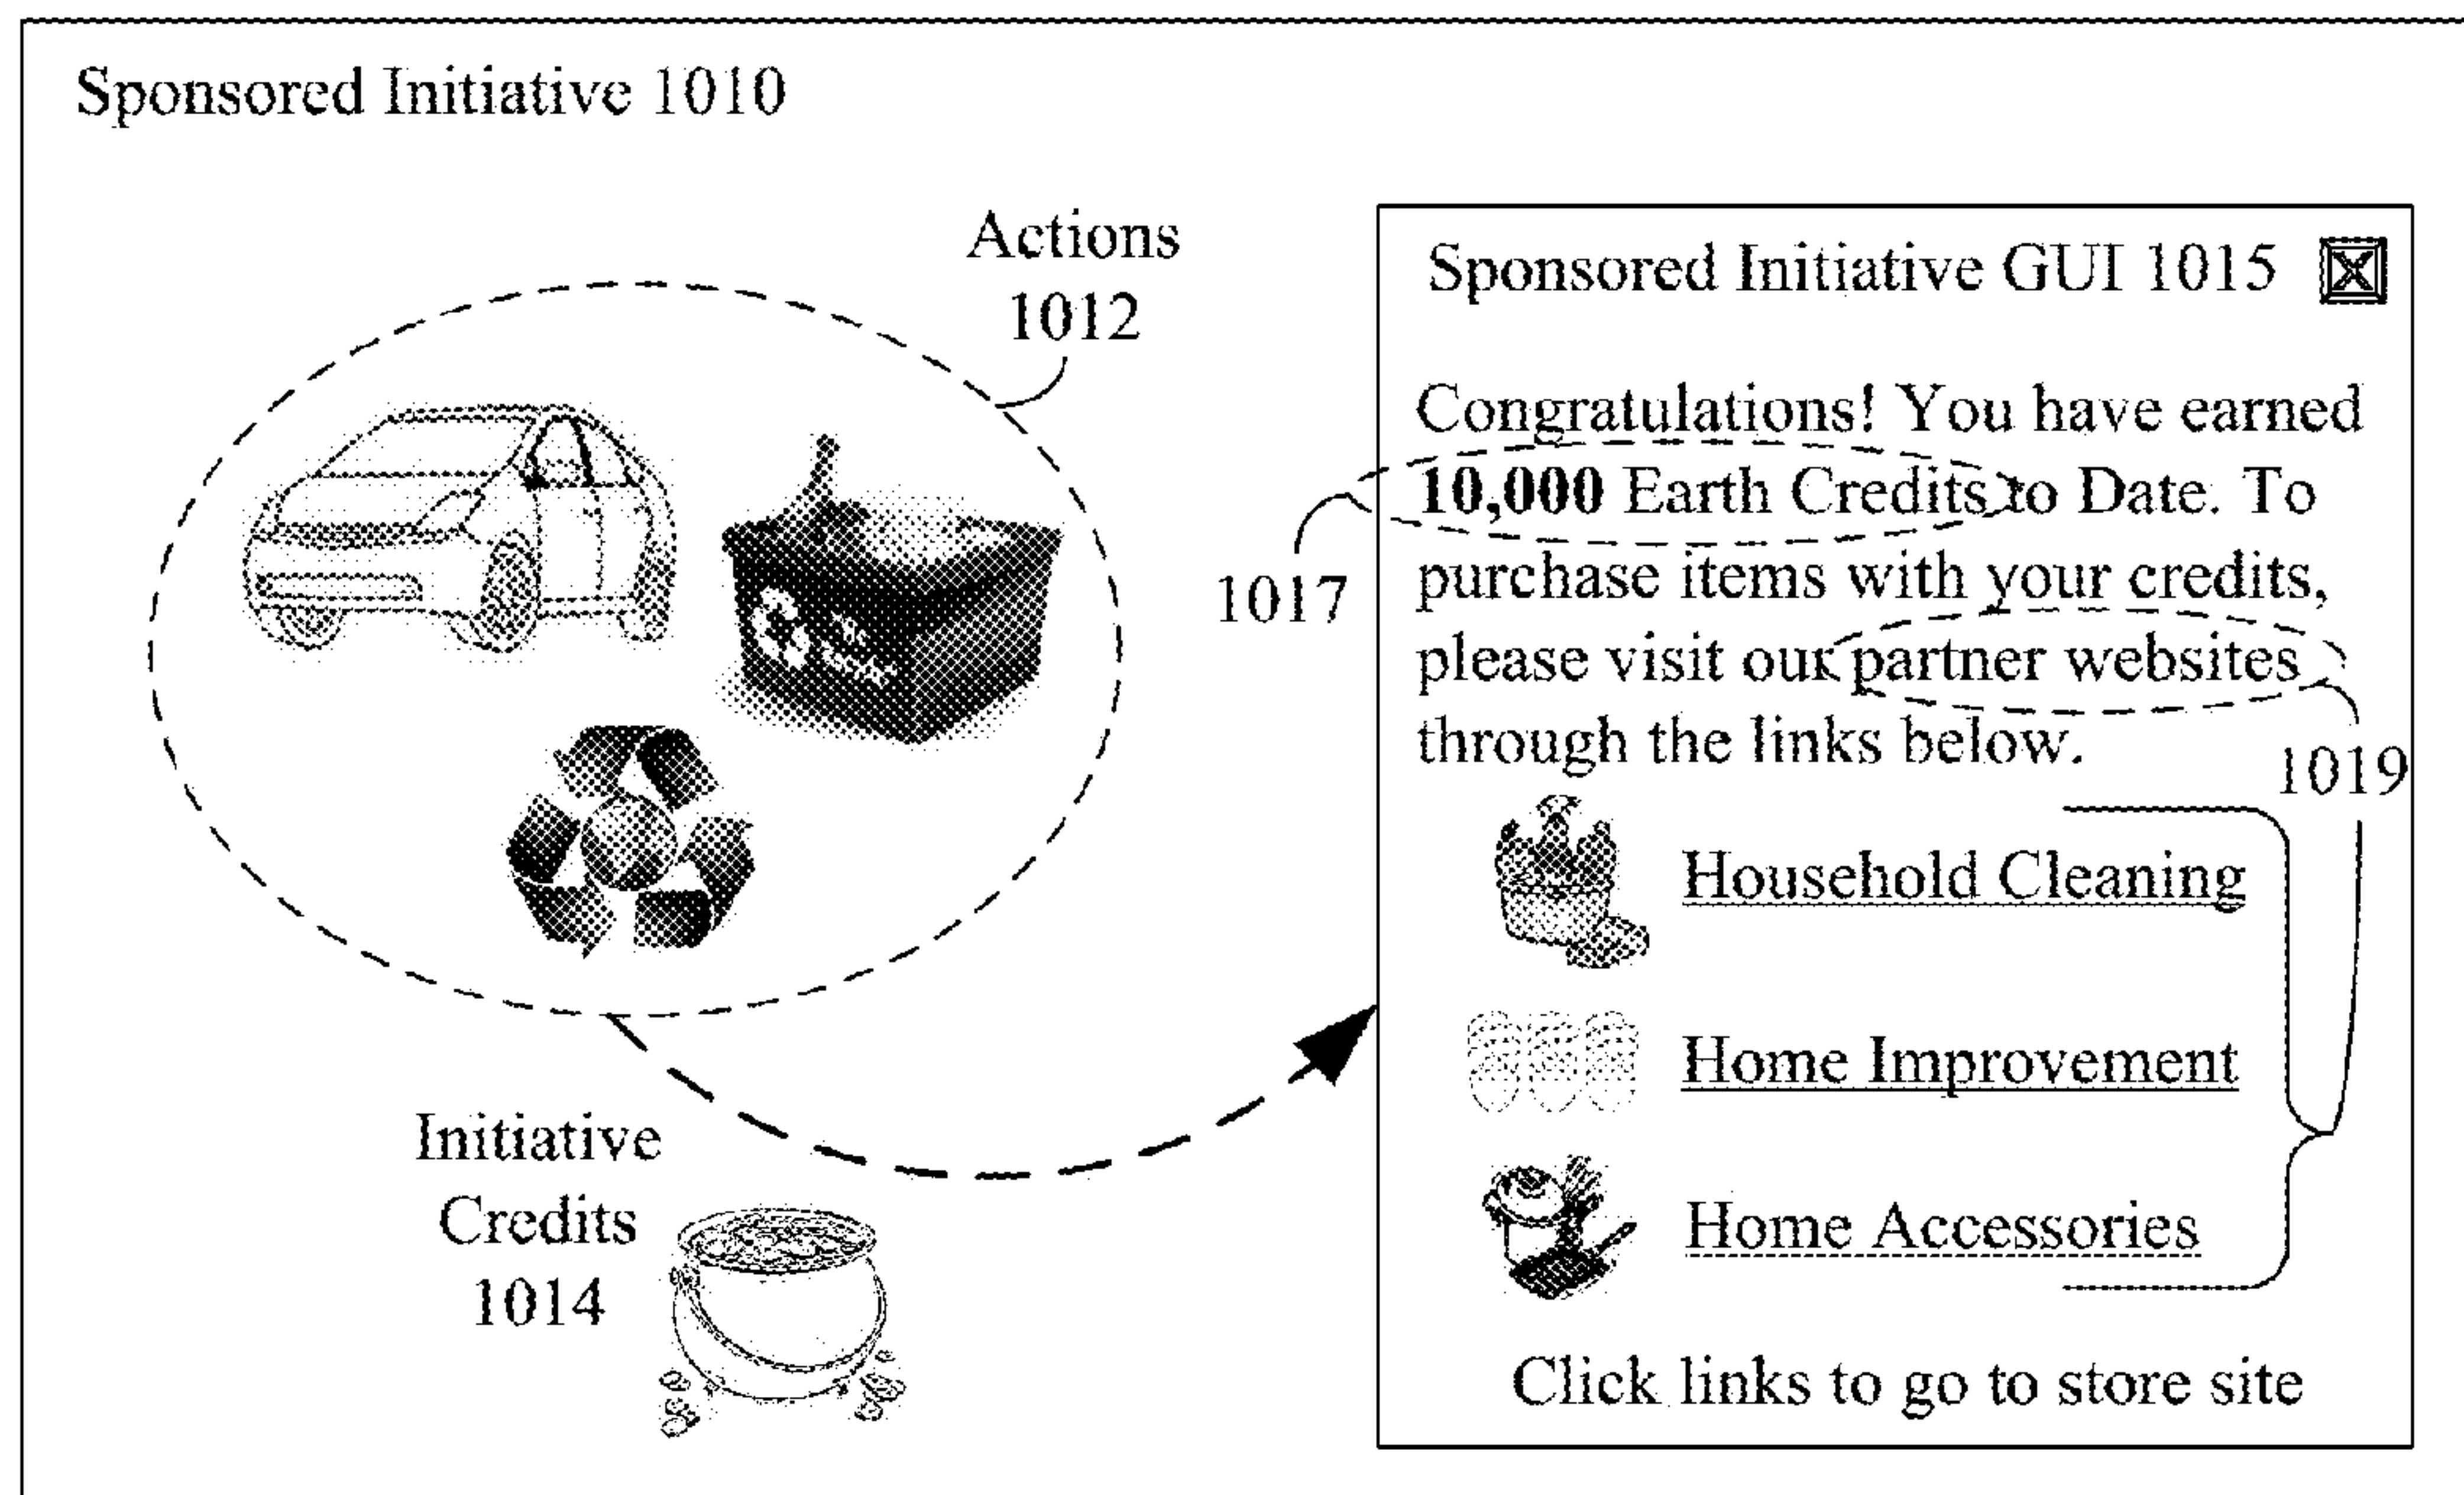 Sponsored Initiative 1010
Actions
1012
Initiative
Credits
1014
Sponsored Initiative GUI 1015
Congratulations! You have earned
10,000 Earth Credits to Date. To
purchase items with your credits,
please visit our partner websites
through the links below.
1017
1019
Household Cleaning
Home Improvement
Home Accessories
Click links to go to store site